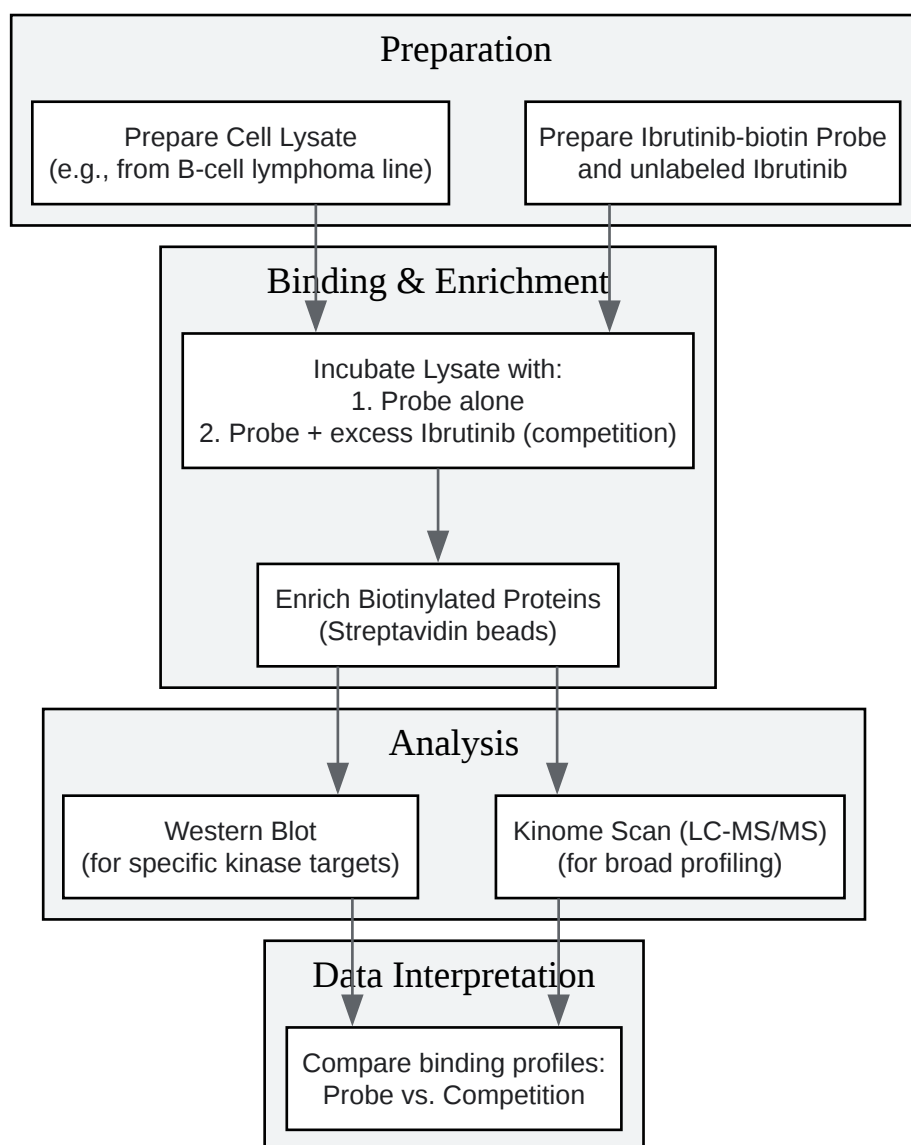 Preparation
Prepare Cell Lysate
(e.g., from B-cell lymphoma line)
Prepare Ibrutinib-biotin Probe
and unlabeled Ibrutinib
Binding & Enrichment
Incubate Lysate with:
1. Probe alone
2. Probe + excess Ibrutinib (competition)
Enrich Biotinylated Proteins
(Streptavidin beads)
Analysis
Western Blot
(for specific kinase targets)
Kinome Scan (LC-MS/MS)
(for broad profiling)
Data Interpretation
Compare binding profiles:
Probe vs. Competition